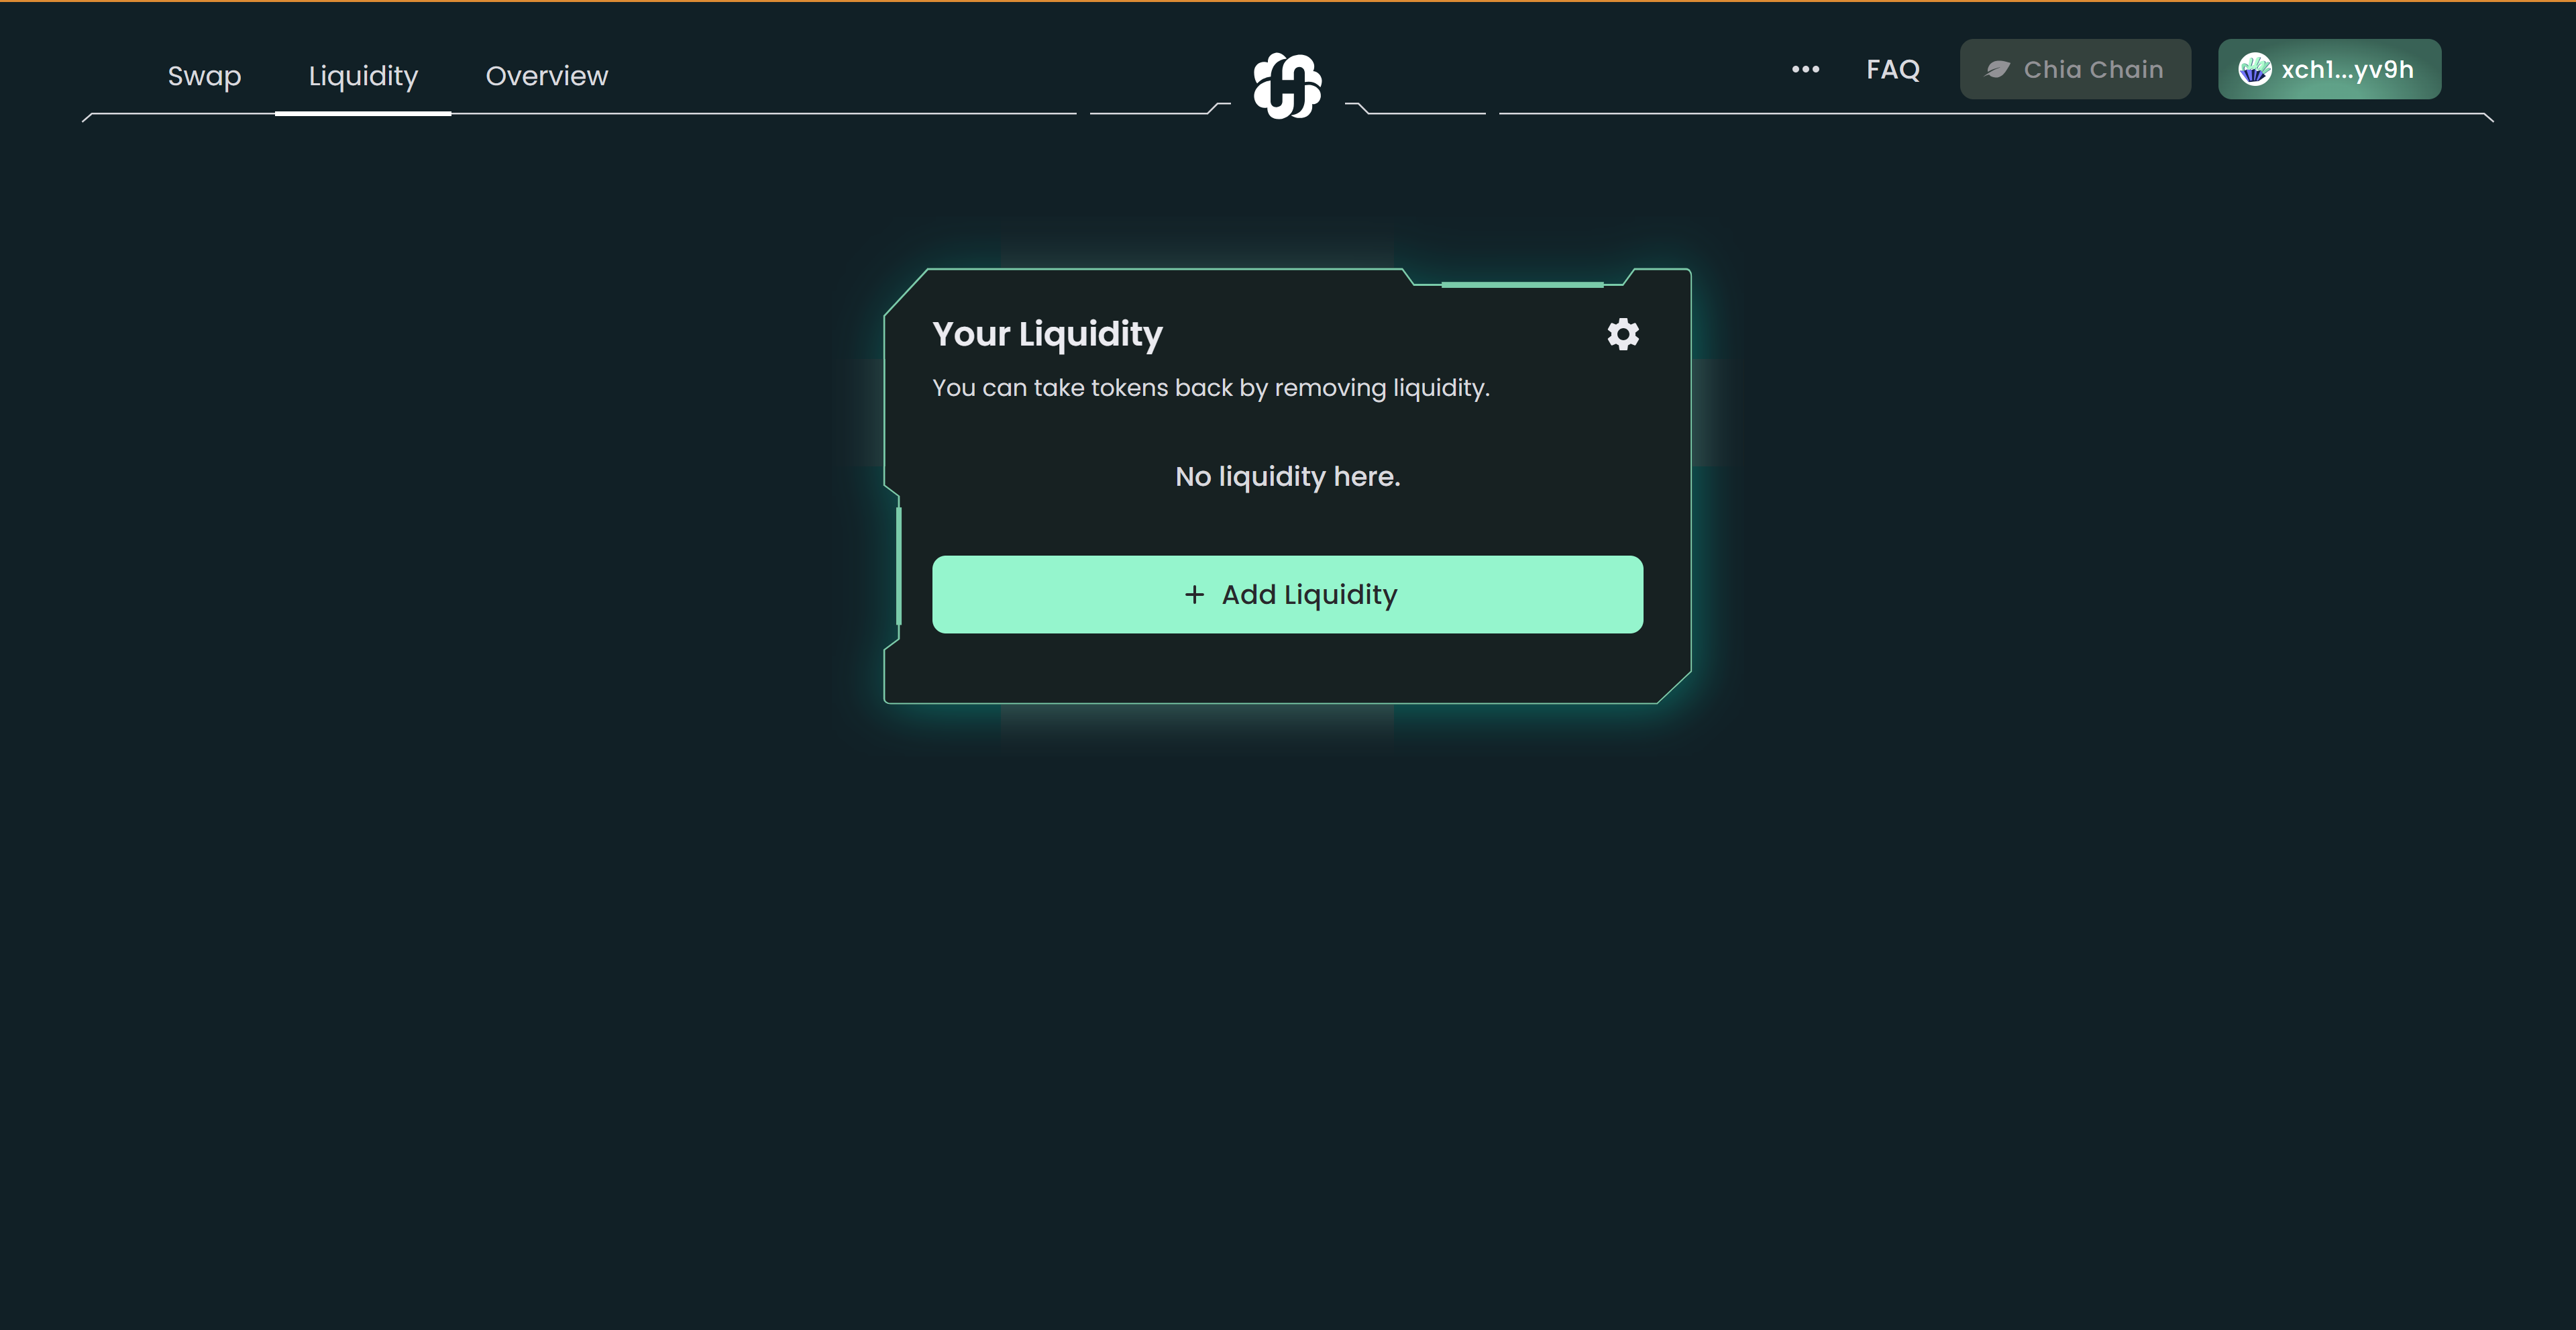 Swap
Liquidity
Overview
FAQ
Chia Chain
xch1...yv9h
Your Liquidity
You can take tokens back by removing liquidity.
No liquidity here.
+ Add Liquidity